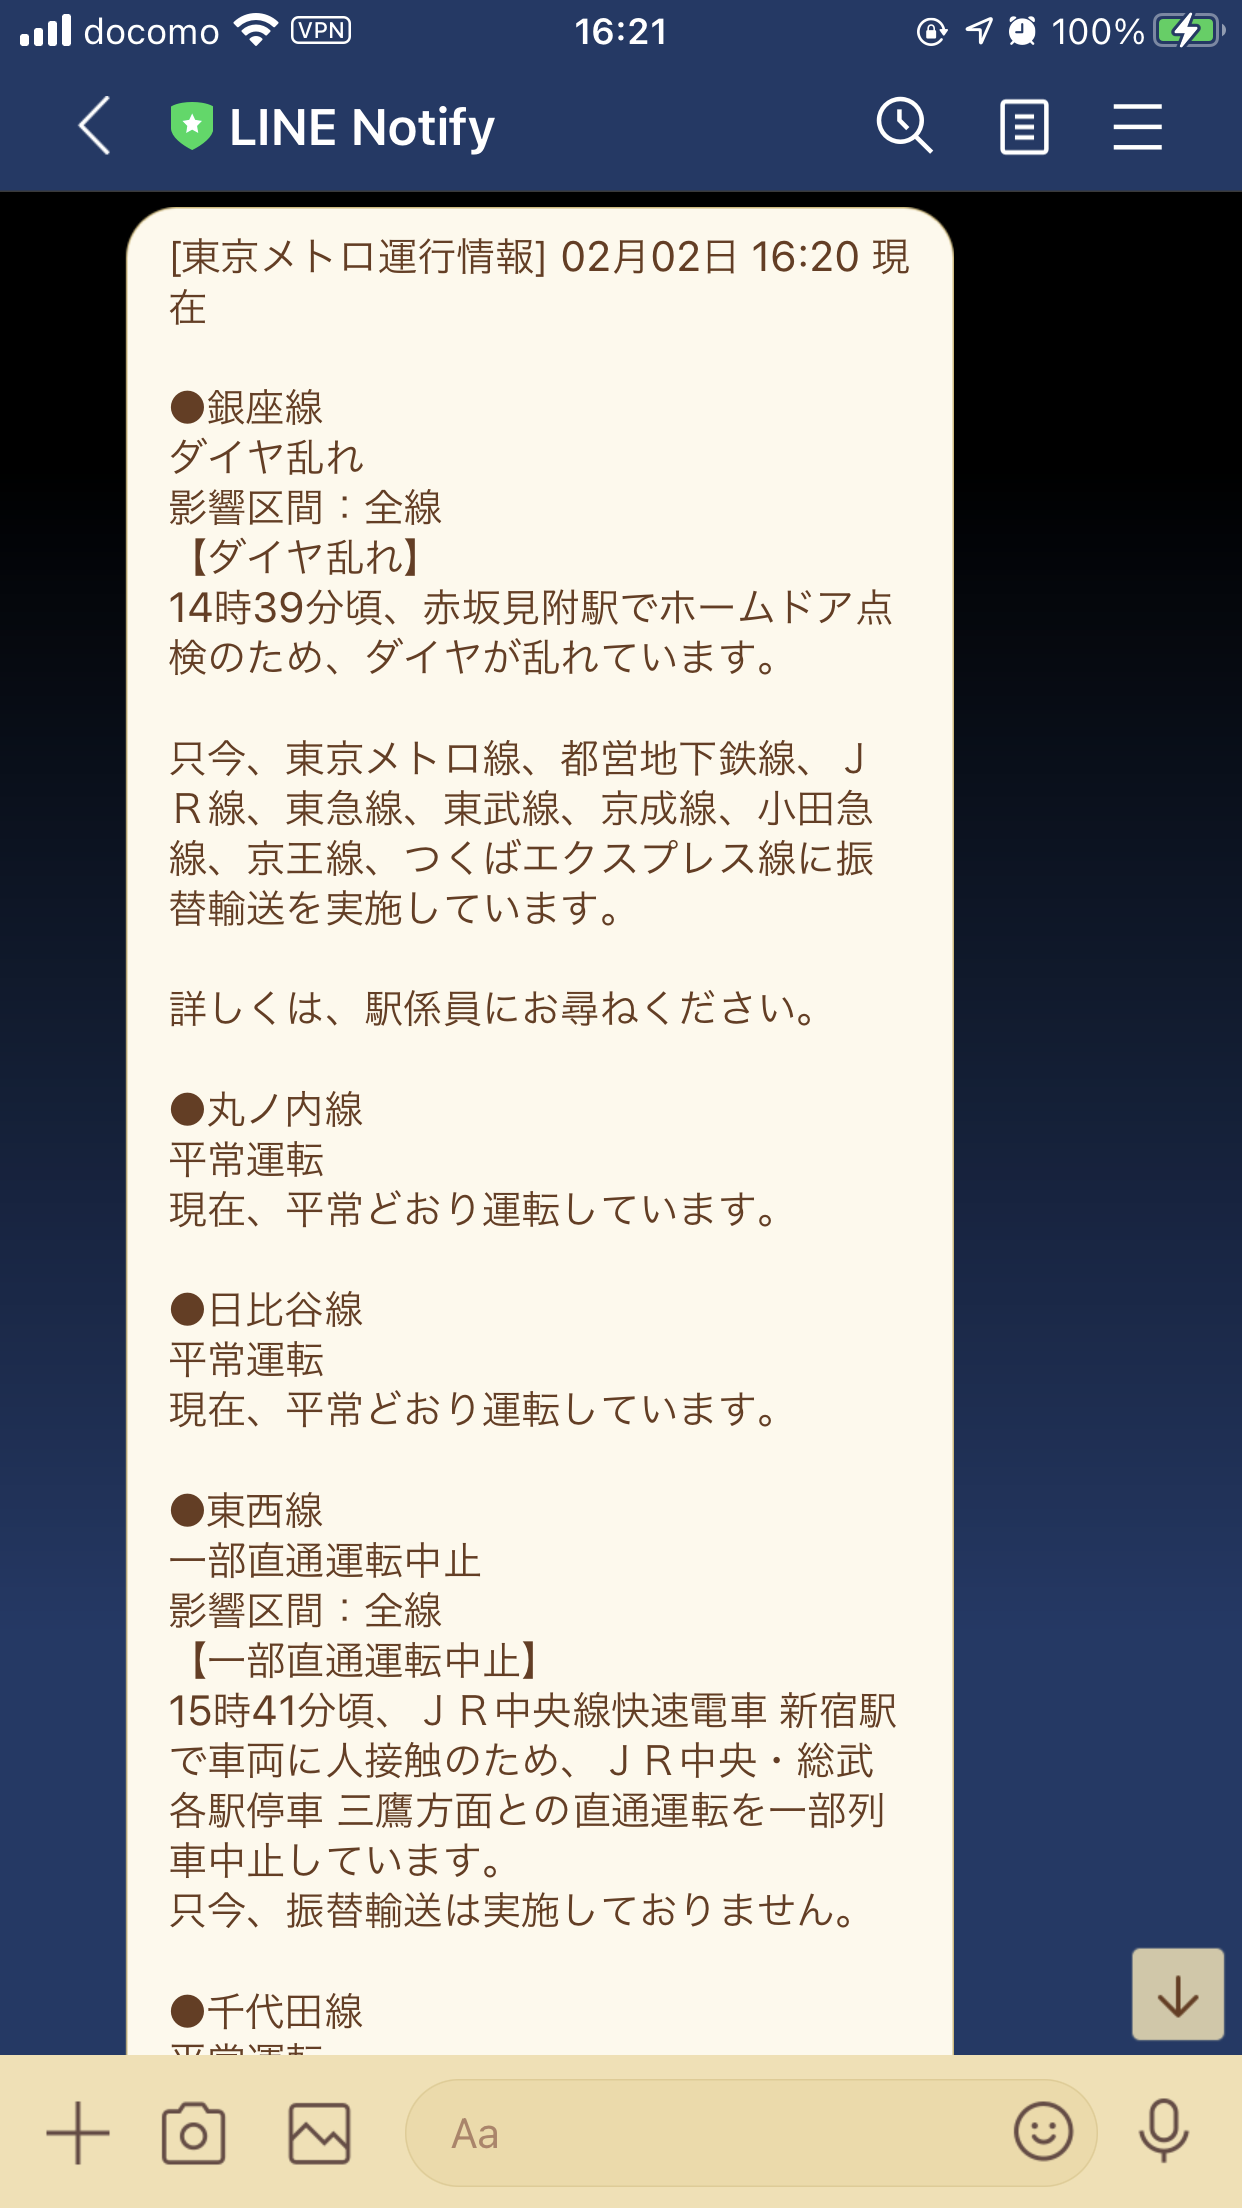 docomo VPN 16:21 100%
LINE Notify
[東京メトロ運行情報] 02月02日 16:20 現
在
●銀座線
ダイヤ乱れ
影響区間：全線
【ダイヤ乱れ】
14時39分頃、赤坂見附駅でホームドア点
検のため、ダイヤが乱れています。
只今、東京メトロ線、都営地下鉄線、Ｊ
Ｒ線、東急線、東武線、京成線、小田急
線、京王線、つくばエクスプレス線に振
替輸送を実施しています。
詳しくは、駅係員にお尋ねください。
●丸ノ内線
平常運転
現在、平常どおり運転しています。
●日比谷線
平常運転
現在、平常どおり運転しています。
●東西線
一部直通運転中止
影響区間：全線
【一部直通運転中止】
15時41分頃、ＪＲ中央線快速電車 新宿駅
で車両に人接触のため、ＪＲ中央・総武
各駅停車 三鷹方面との直通運転を一部列
車中止しています。
只今、振替輸送は実施しておりません。
●千代田線
平常運転
Aa